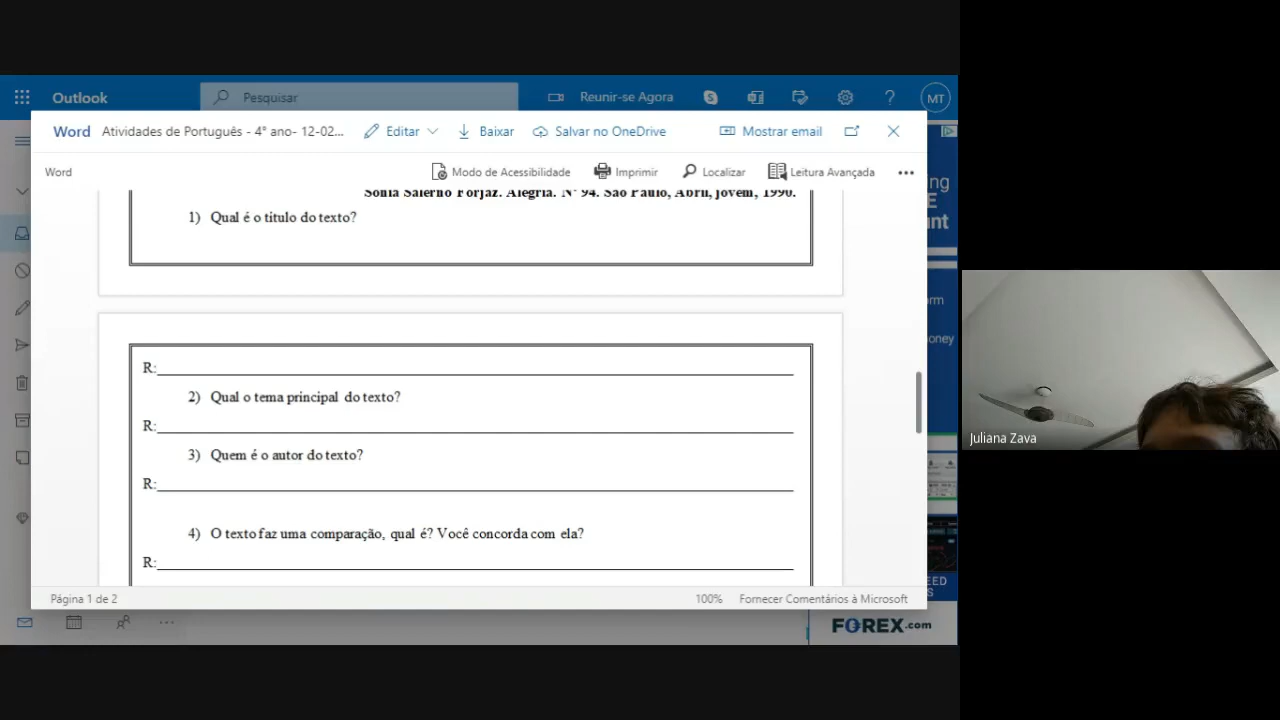 Outlook
Pesquisar
Reunir-se Agora
MT
Word Atividades de Português - 4° ano- 12-02... Editar Baixar Salvar no OneDrive Mostrar email
Word Modo de Acessibilidade Imprimir Localizar Leitura Avançada
Sonia Salerno Forjaz. Alegria. N° 94. São Paulo, Abril, jovem, 1990.
1) Qual é o título do texto?
R:
2) Qual o tema principal do texto?
R:
3) Quem é o autor do texto?
R:
4) O texto faz uma comparação, qual é? Você concorda com ela?
R:
Página 1 de 2 100% Fornecer Comentários à Microsoft
FOREX.com
Juliana Zava